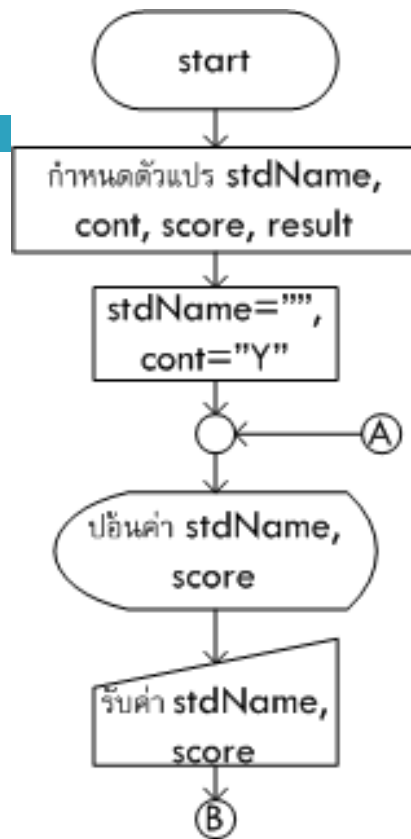 start
กำหนดตัวแปร stdName,
cont, score, result
stdName="",
cont="Y"
A
ป้อนค่า stdName,
score
รับค่า stdName,
score
B